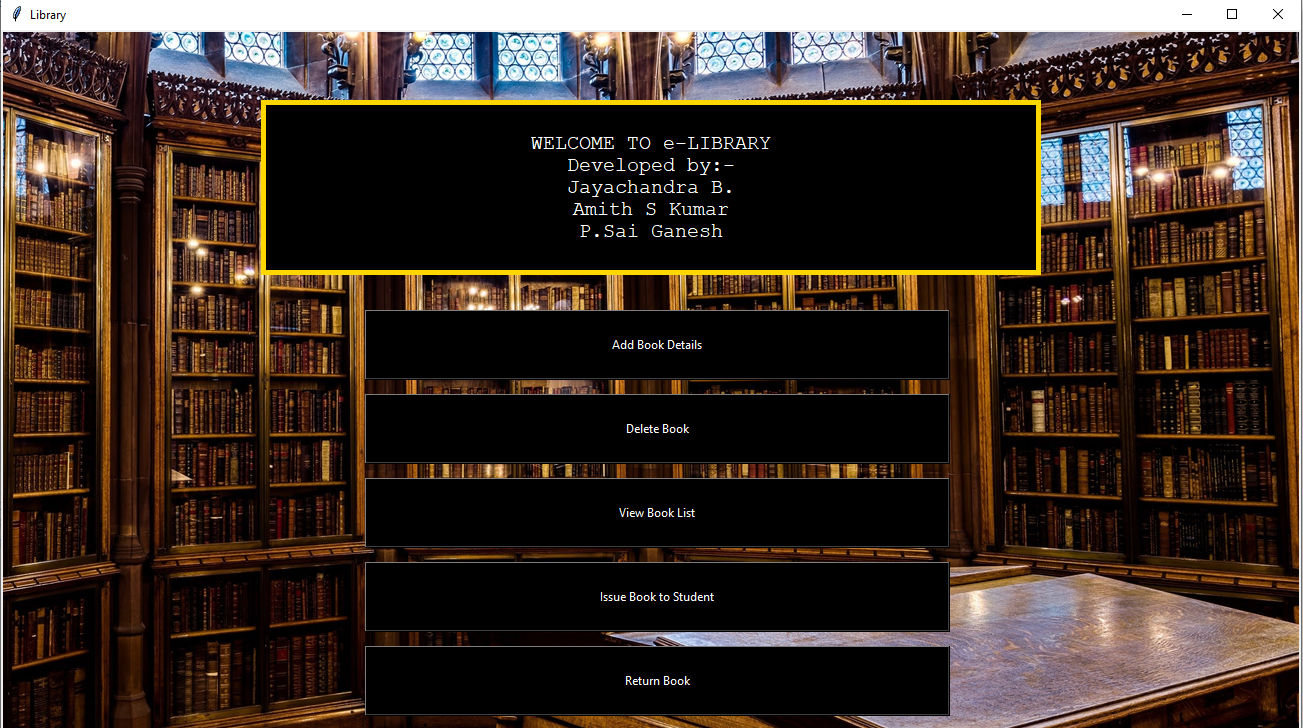 Library
WELCOME TO e-LIBRARY
Developed by:-
Jayachandra B.
Amith S Kumar
P.Sai Ganesh
Add Book Details
Delete Book
View Book List
Issue Book to Student
Return Book